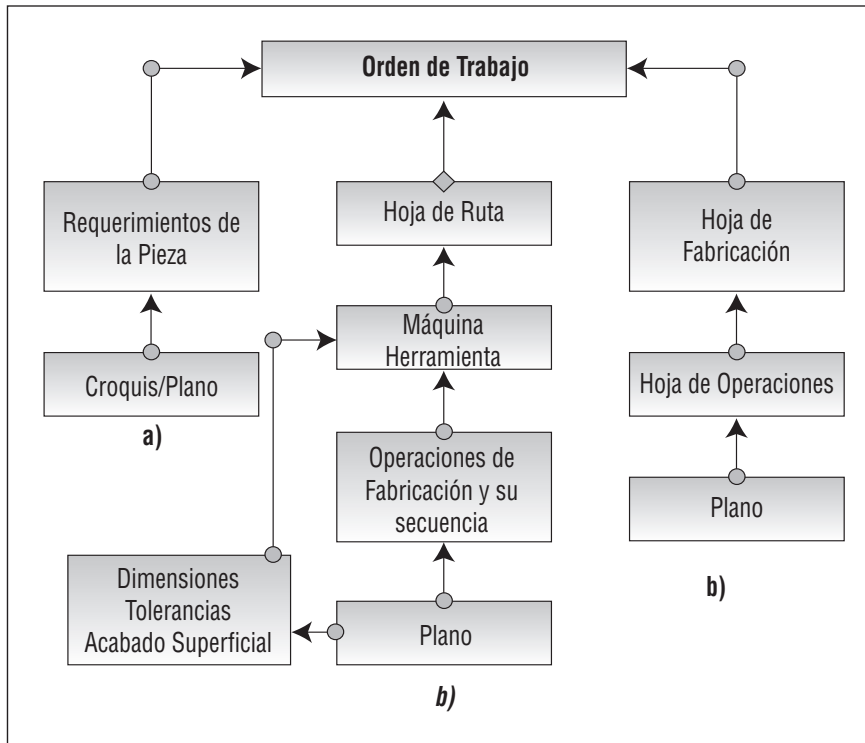 Orden de Trabajo
Requerimientos de
la Pieza
Croquis/Plano
a)
Hoja de Ruta
Máquina
Herramienta
Operaciones de
Fabricación y su
secuencia
Dimensiones
Tolerancias
Acabado Superficial
Plano
b)
Hoja de
Fabricación
Hoja de Operaciones
Plano
b)